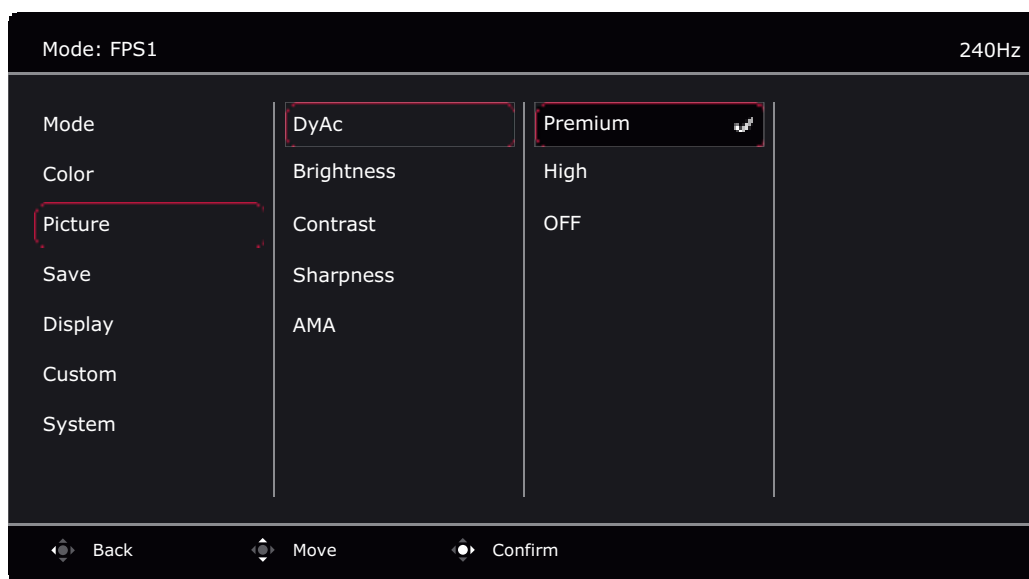 Mode: FPS1 240Hz
Mode DyAc Premium
Color Brightness High
Picture Contrast OFF
Save Sharpness
Display AMA
Custom
System
Back Move Confirm